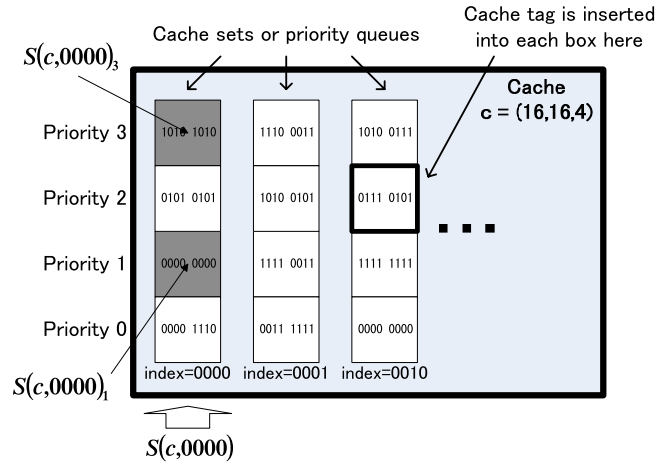 Cache tag is inserted
into each box here
Cache sets or priority queues
S(c,0000)₃
Cache
c = (16,16,4)
Priority 3
1010 1010
1110 0011
1010 0111
Priority 2
0101 0101
1010 0101
0111 0101
Priority 1
0000 0000
1111 0011
1111 1111
Priority 0
0000 1110
0011 1111
0000 0000
index=0000
index=0001
index=0010
S(c,0000)₁
S(c,0000)